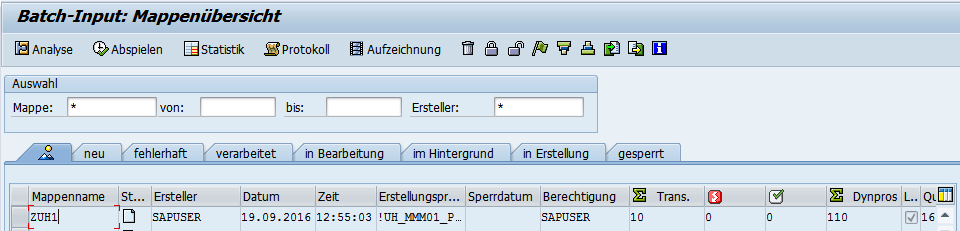 Batch-Input: Mappenübersicht
Analyse Abspielen Statistik Protokoll Aufzeichnung
Auswahl
Mappe: * von: bis: Ersteller: *
neu fehlerhaft verarbeitet in Bearbeitung im Hintergrund in Erstellung gesperrt
Mappenname St... Ersteller Datum Zeit Erstellungspr... Sperrdatum Berechtigung Σ Trans. Σ Dynpros L.. Qu
ZUH1 SAPUSER 19.09.2016 12:55:03 !UH_MMM01_P... SAPUSER 10 0 0 110 16